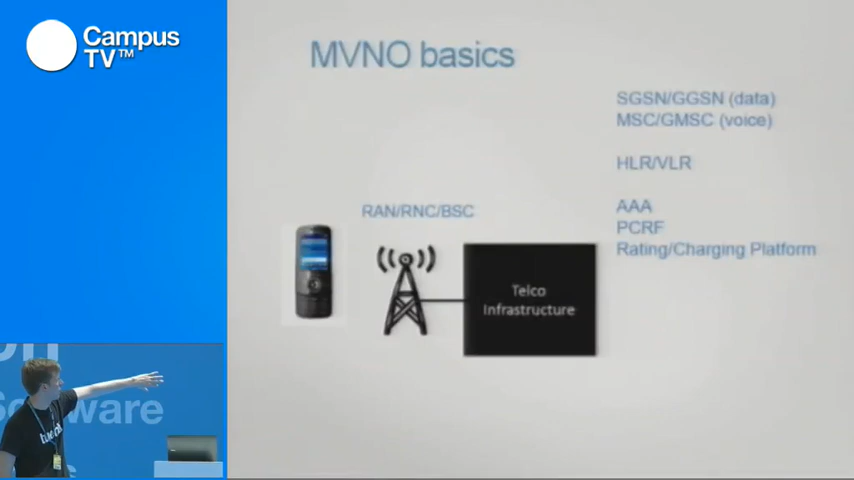 Campus
TV™
MVNO basics
SGSN/GGSN (data)
MSC/GMSC (voice)
HLR/VLR
AAA
PCRF
Rating/Charging Platform
RAN/RNC/BSC
Telco
Infrastructure